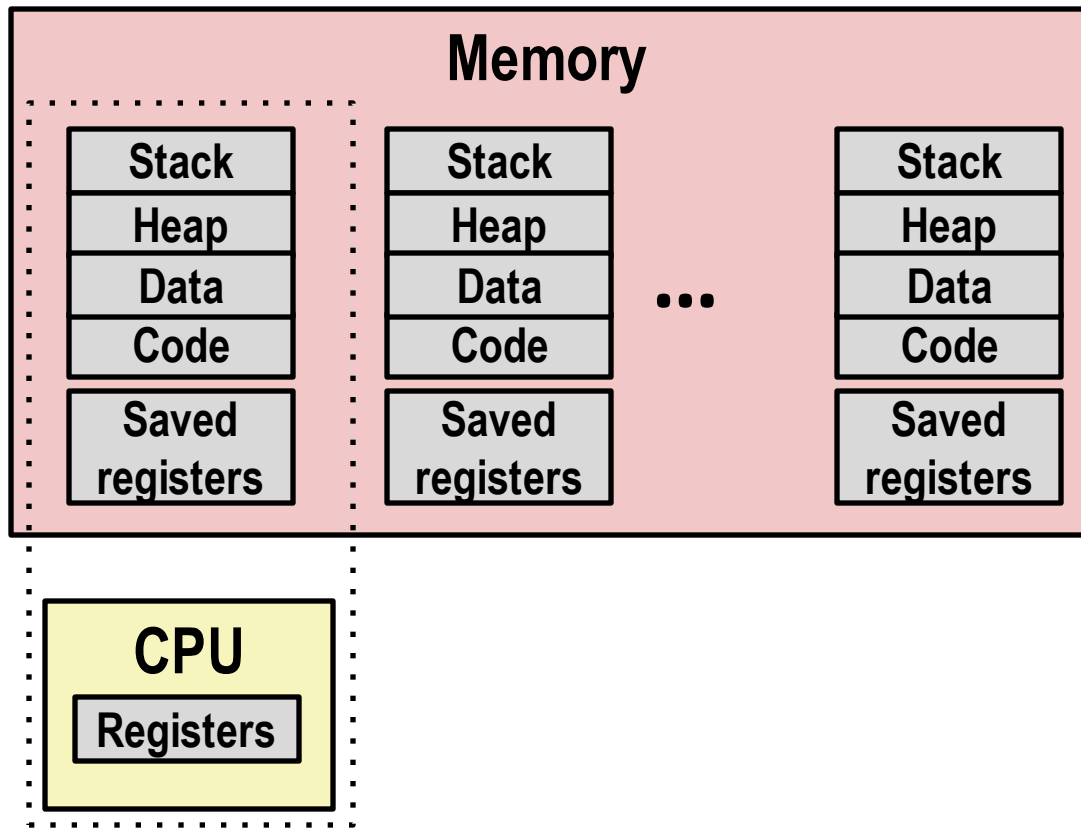 Memory
Stack
Heap
Data
Code
Saved
registers
Stack
Heap
Data
Code
Saved
registers
...
Stack
Heap
Data
Code
Saved
registers
CPU
Registers